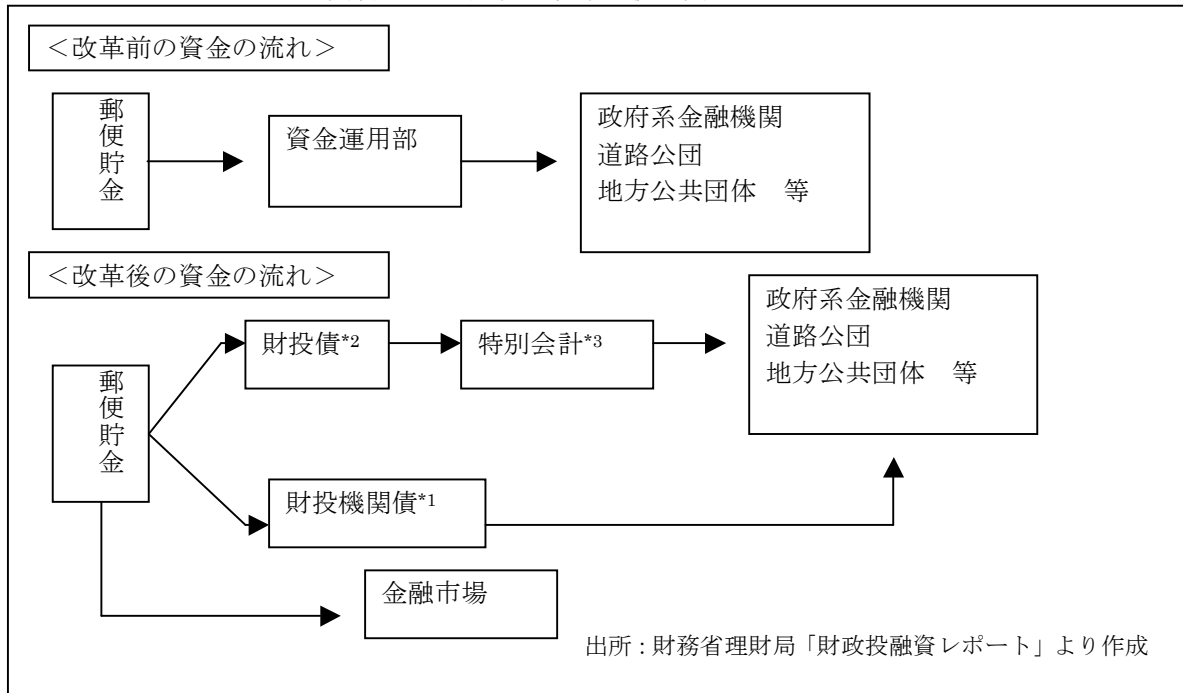 ＜改革前の資金の流れ＞
郵便貯金
資金運用部
政府系金融機関
道路公団
地方公共団体　等
＜改革後の資金の流れ＞
郵便貯金
財投債*2
特別会計*3
政府系金融機関
道路公団
地方公共団体　等
財投機関債*1
金融市場
出所：財務省理財局「財政投融資レポート」より作成